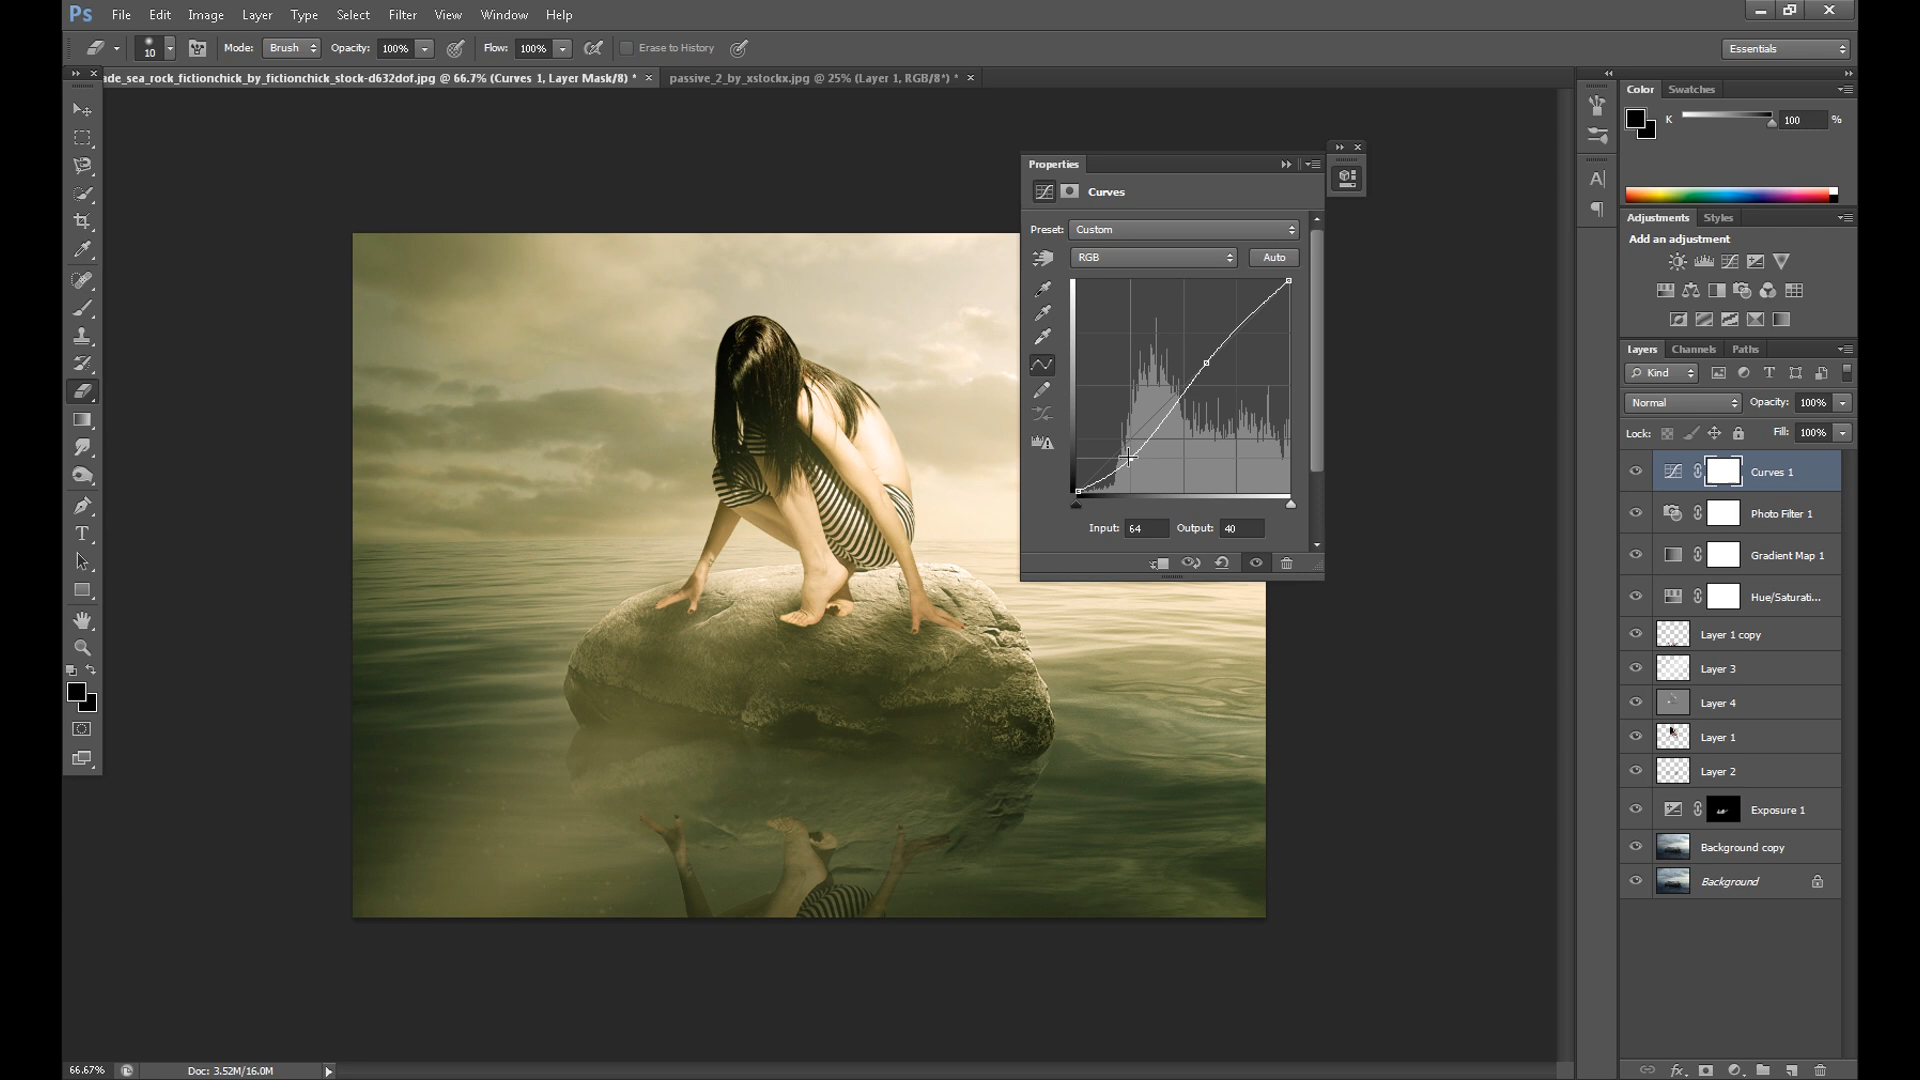 Ps File Edit Image Layer Type Select Filter View Window Help
10 Mode: Brush Opacity: 100% Flow: 100% Erase to History Essentials
ade_sea_rock_fictionchick_by_fictionchick_stock-d632dof.jpg @ 66.7% (Curves 1, Layer Mask/8) * × passive_2_by_xstockx.jpg @ 25% (Layer 1, RGB/8*) * ×
Color Swatches
K 100 %
Properties
Curves
Preset: Custom
RGB Auto
Input: 64 Output: 40
Adjustments Styles
Add an adjustment
Layers Channels Paths
Kind
Normal Opacity: 100%
Lock: Fill: 100%
Curves 1
Photo Filter 1
Gradient Map 1
Hue/Saturati...
Layer 1 copy
Layer 3
Layer 4
Layer 1
Layer 2
Exposure 1
Background copy
Background
66.67% Doc: 3.52M/16.0M